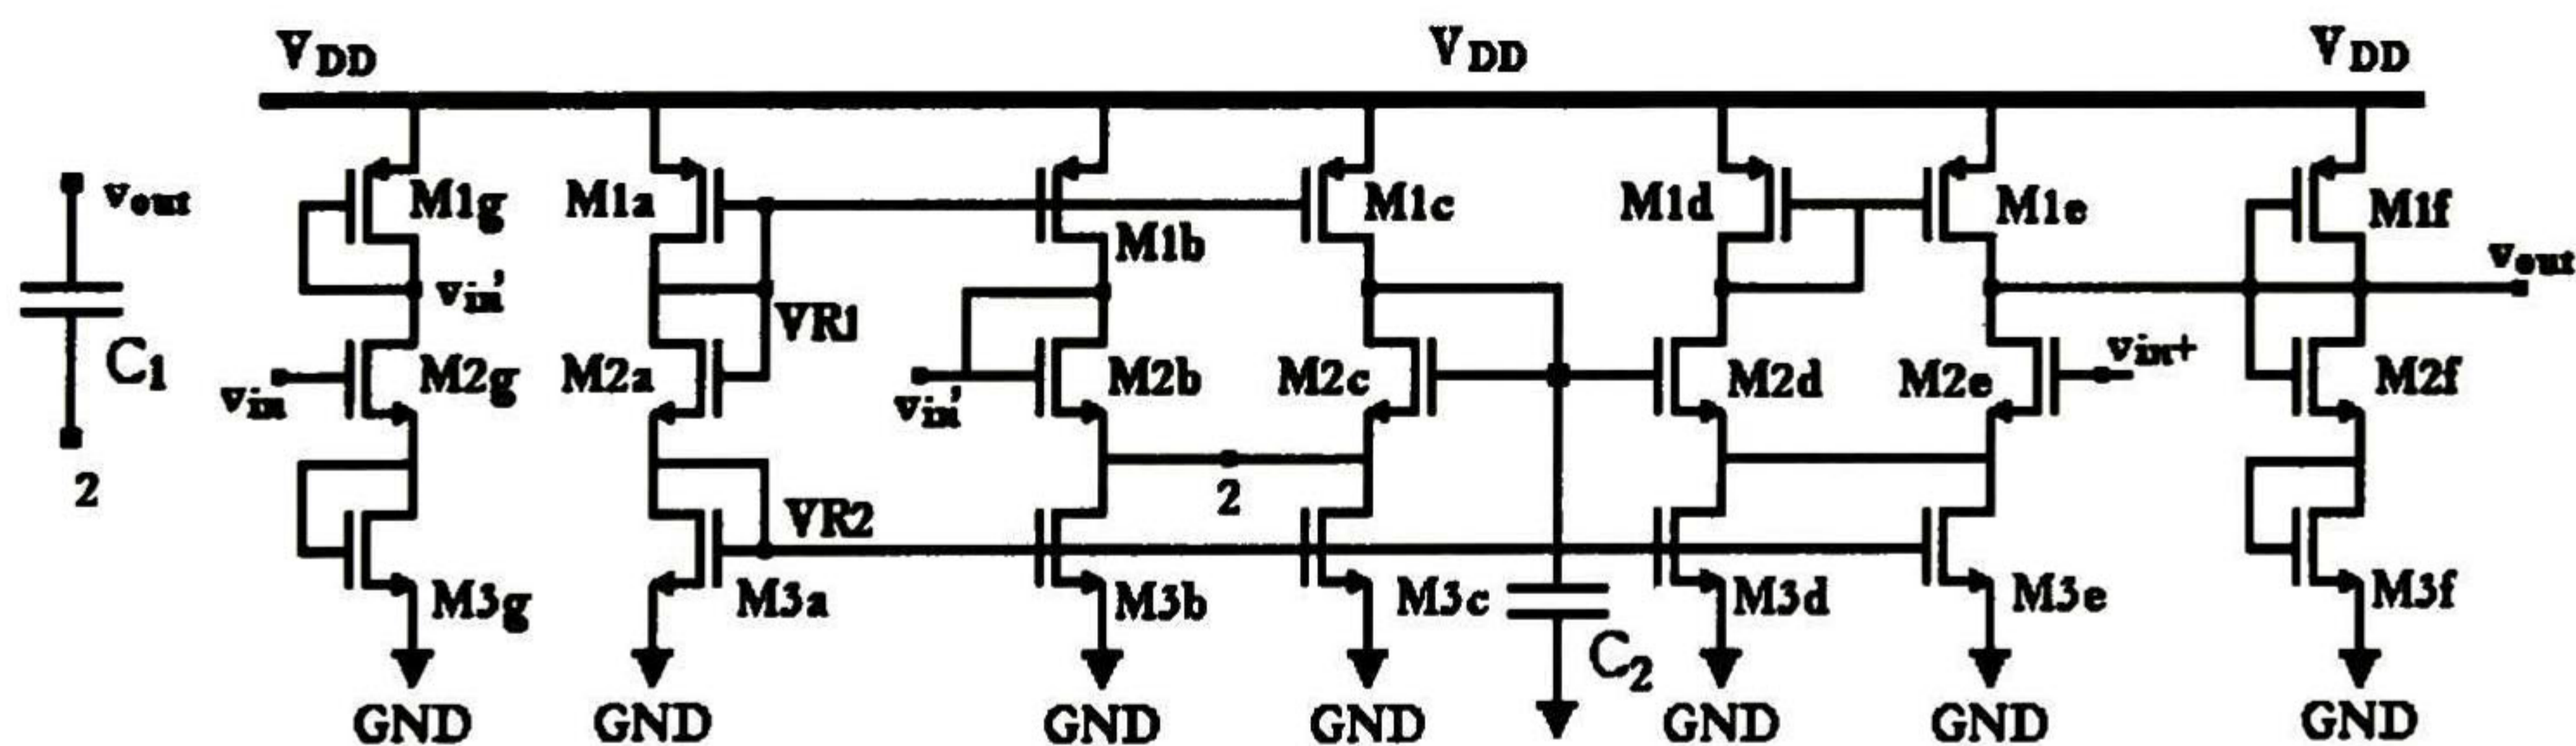 VDD VDD VDD
vout M1g M1a M1b M1c M1d M1e M1f
vout
vin' VR1
C1 vin M2g M2a vin' M2b M2c M2d M2e vin+ M2f
2 2
VR2
M3g M3a M3b M3c M3d M3e M3f
C2
GND GND GND GND GND GND GND